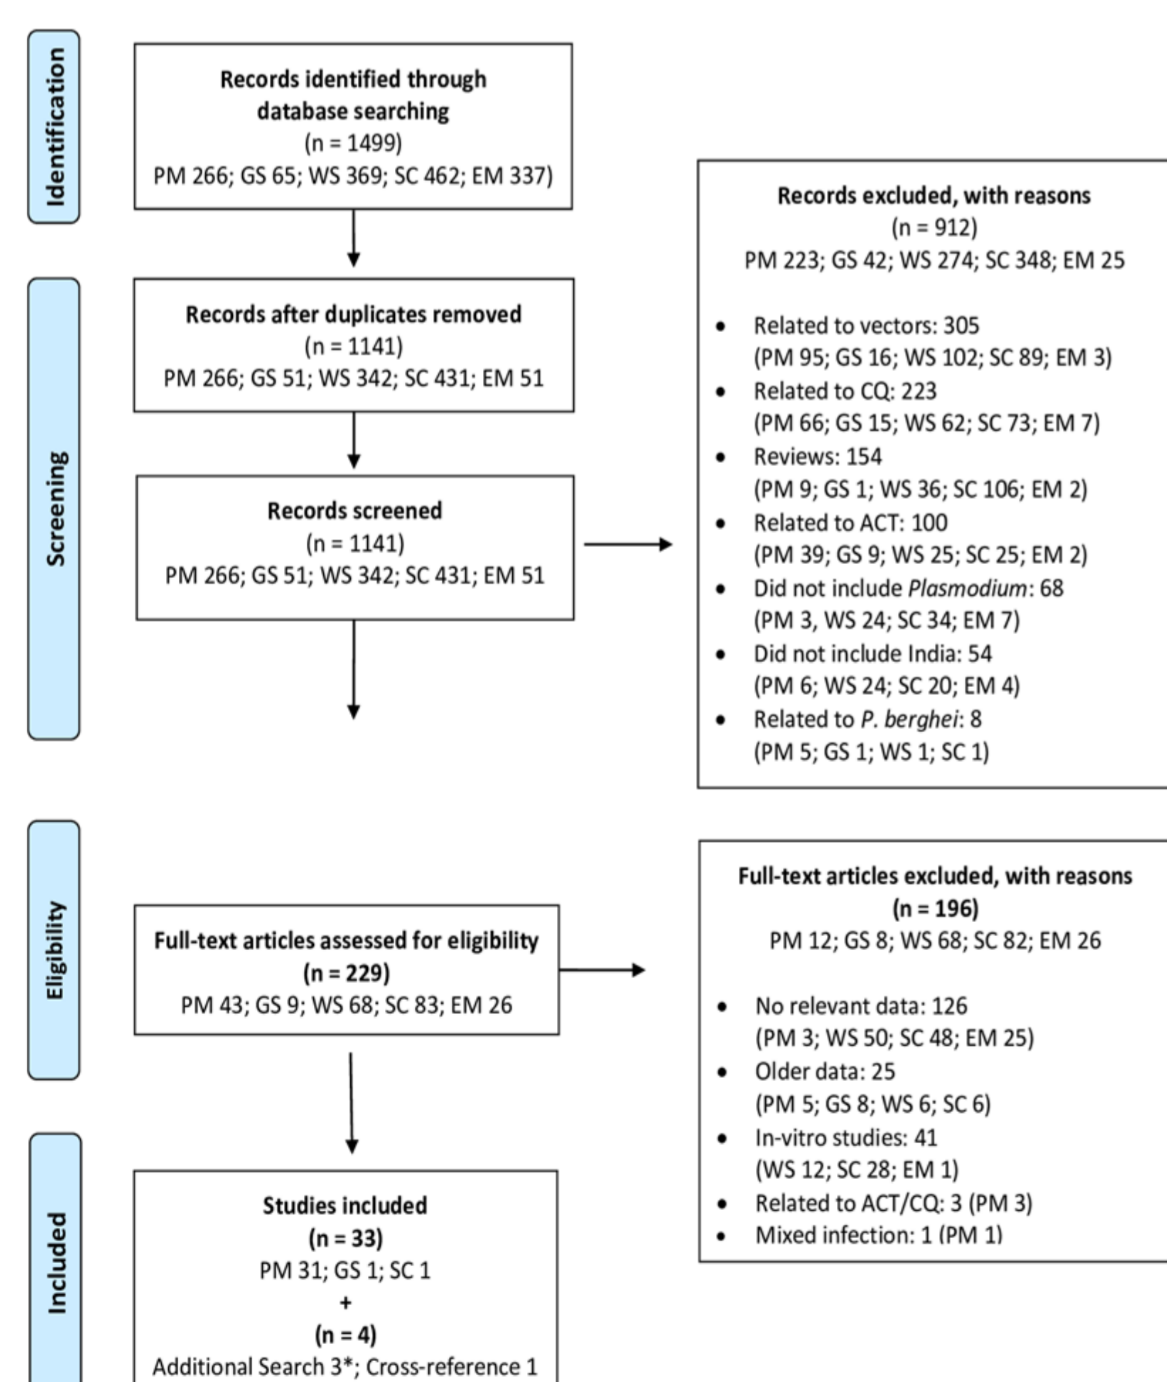 Identification
Records identified through
database searching
(n = 1499)
PM 266; GS 65; WS 369; SC 462; EM 337)
Screening
Records after duplicates removed
(n = 1141)
PM 266; GS 51; WS 342; SC 431; EM 51
Records screened
(n = 1141)
PM 266; GS 51; WS 342; SC 431; EM 51
Records excluded, with reasons
(n = 912)
PM 223; GS 42; WS 274; SC 348; EM 25
• Related to vectors: 305
(PM 95; GS 16; WS 102; SC 89; EM 3)
• Related to CQ: 223
(PM 66; GS 15; WS 62; SC 73; EM 7)
• Reviews: 154
(PM 9; GS 1; WS 36; SC 106; EM 2)
• Related to ACT: 100
(PM 39; GS 9; WS 25; SC 25; EM 2)
• Did not include Plasmodium: 68
(PM 3, WS 24; SC 34; EM 7)
• Did not include India: 54
(PM 6; WS 24; SC 20; EM 4)
• Related to P. berghei: 8
(PM 5; GS 1; WS 1; SC 1)
Eligibility
Full-text articles assessed for eligibility
(n = 229)
PM 43; GS 9; WS 68; SC 83; EM 26
Full-text articles excluded, with reasons
(n = 196)
PM 12; GS 8; WS 68; SC 82; EM 26
• No relevant data: 126
(PM 3; WS 50; SC 48; EM 25)
• Older data: 25
(PM 5; GS 8; WS 6; SC 6)
• In-vitro studies: 41
(WS 12; SC 28; EM 1)
• Related to ACT/CQ: 3 (PM 3)
• Mixed infection: 1 (PM 1)
Included
Studies included
(n = 33)
PM 31; GS 1; SC 1
+
(n = 4)
Additional Search 3*; Cross-reference 1